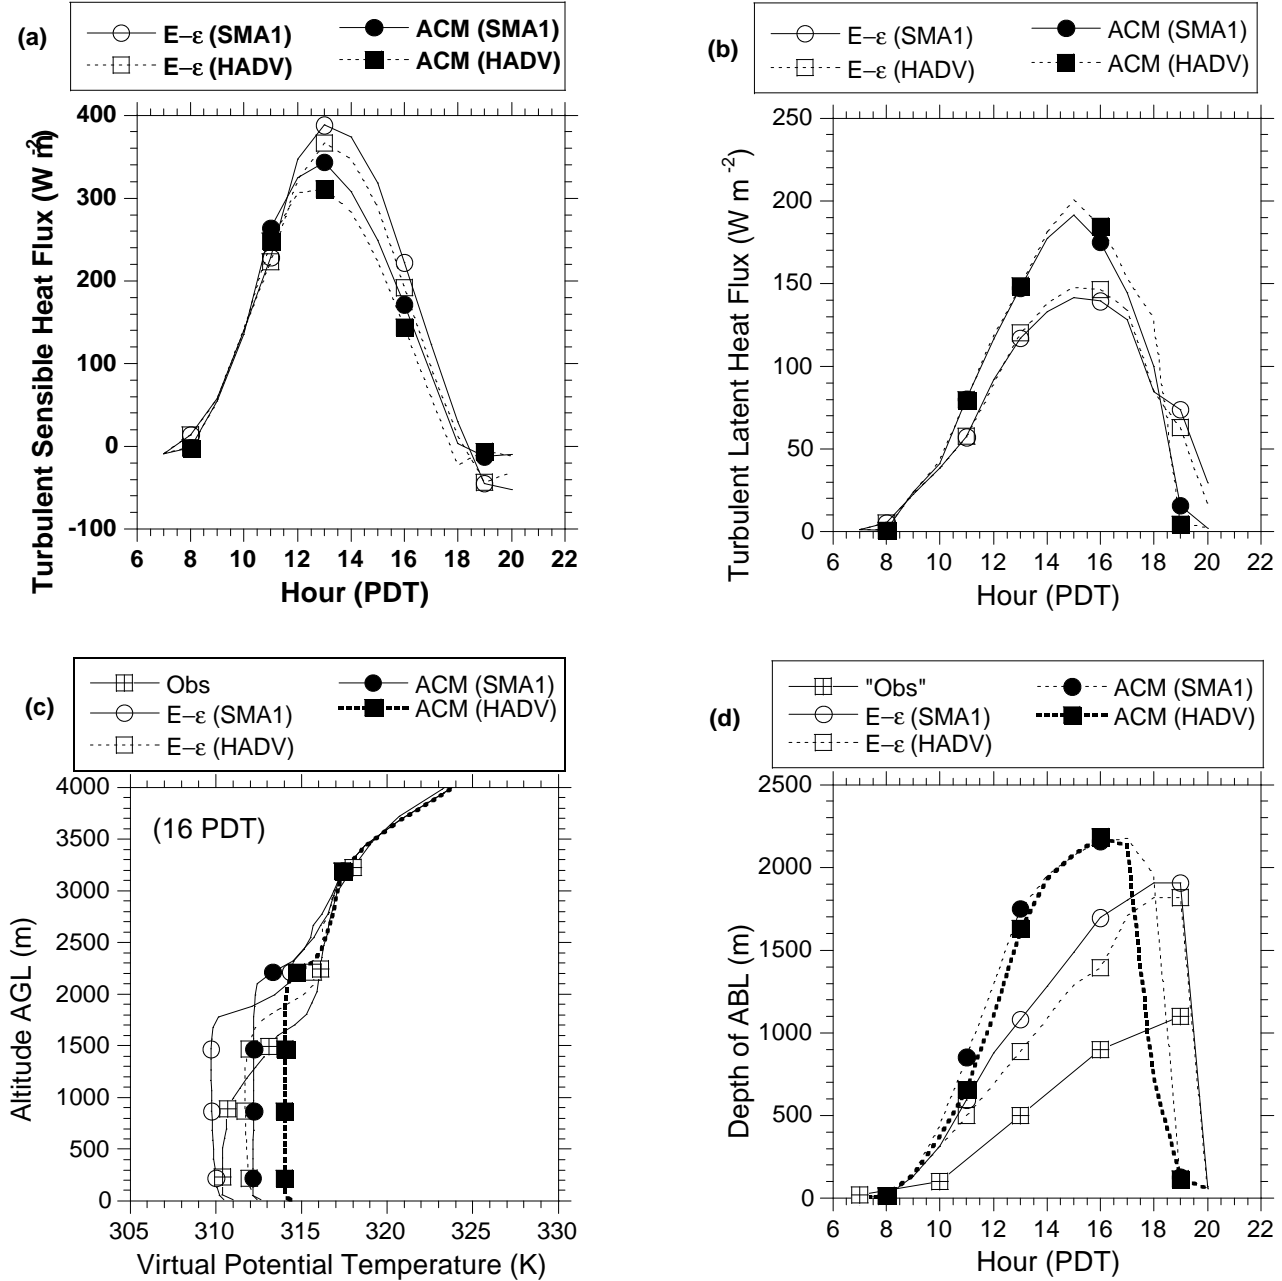 (a)
E–ε (SMA1)
ACM (SMA1)
E–ε (HADV)
ACM (HADV)
400
300
200
100
0
-100
Turbulent Sensible Heat Flux (W m-2)
6 8 10 12 14 16 18 20 22
Hour (PDT)
(b)
E–ε (SMA1)
ACM (SMA1)
E–ε (HADV)
ACM (HADV)
250
200
150
100
50
0
Turbulent Latent Heat Flux (W m-2)
6 8 10 12 14 16 18 20 22
Hour (PDT)
(c)
Obs
ACM (SMA1)
E–ε (SMA1)
ACM (HADV)
E–ε (HADV)
(16 PDT)
4000
3500
3000
2500
2000
1500
1000
500
0
Altitude AGL (m)
305 310 315 320 325 330
Virtual Potential Temperature (K)
(d)
"Obs"
ACM (SMA1)
E–ε (SMA1)
ACM (HADV)
E–ε (HADV)
2500
2000
1500
1000
500
0
Depth of ABL (m)
6 8 10 12 14 16 18 20 22
Hour (PDT)